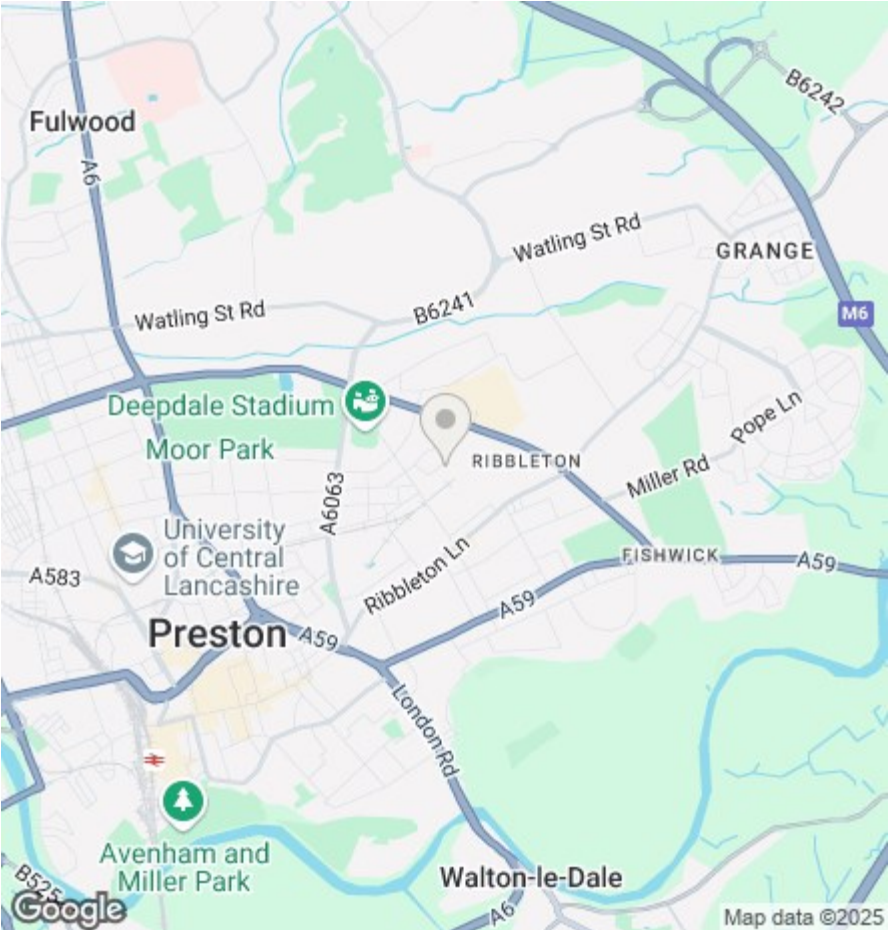 B6242
Fulwood
A6
Watling St Rd
GRANGE
B6241
Watling St Rd
M6
Deepdale Stadium
Moor Park
Pope Ln
RIBBLETON
Miller Rd
A6063
University
of Central
Lancashire
FISHWICK
A59
A583
Ribbleton Ln
A59
Preston
A59
London Rd
Avenham and
Miller Park
Walton-le-Dale
B525
A6
Google
Map data ©2025